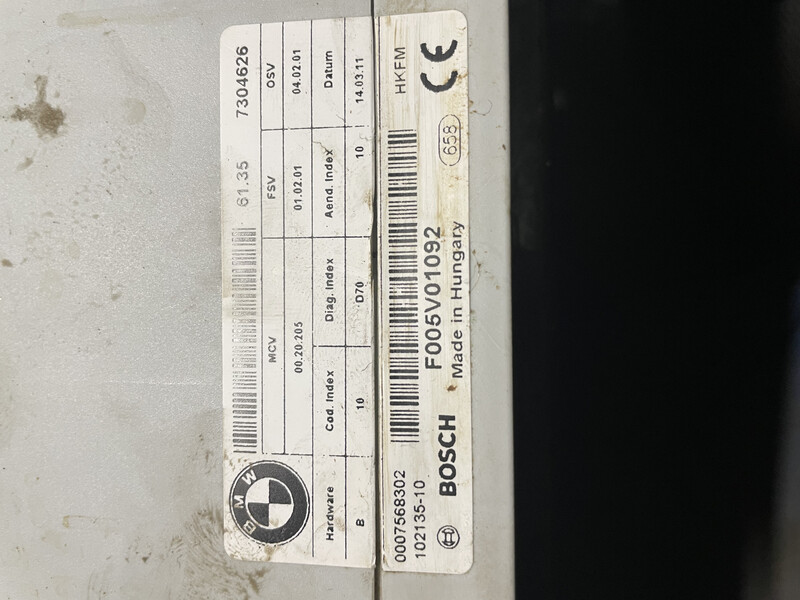 BMW
61.35 7304626
MCV FSV OSV
00.20.205 01.02.01 04.02.01
Hardware Cod. Index Diag. Index Aend. Index Datum
B 10 D70 10 14.03.11
0007568302 HKFM
102135-10
BOSCH F005V01092 658 CE
Made in Hungary